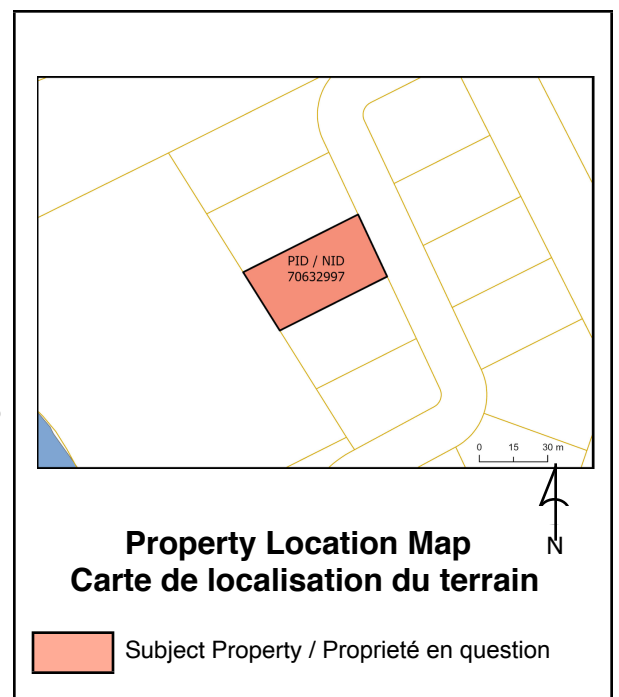 PID / NID
70632997
0 15 30 m
N
Property Location Map
Carte de localisation du terrain
Subject Property / Proprieté en question